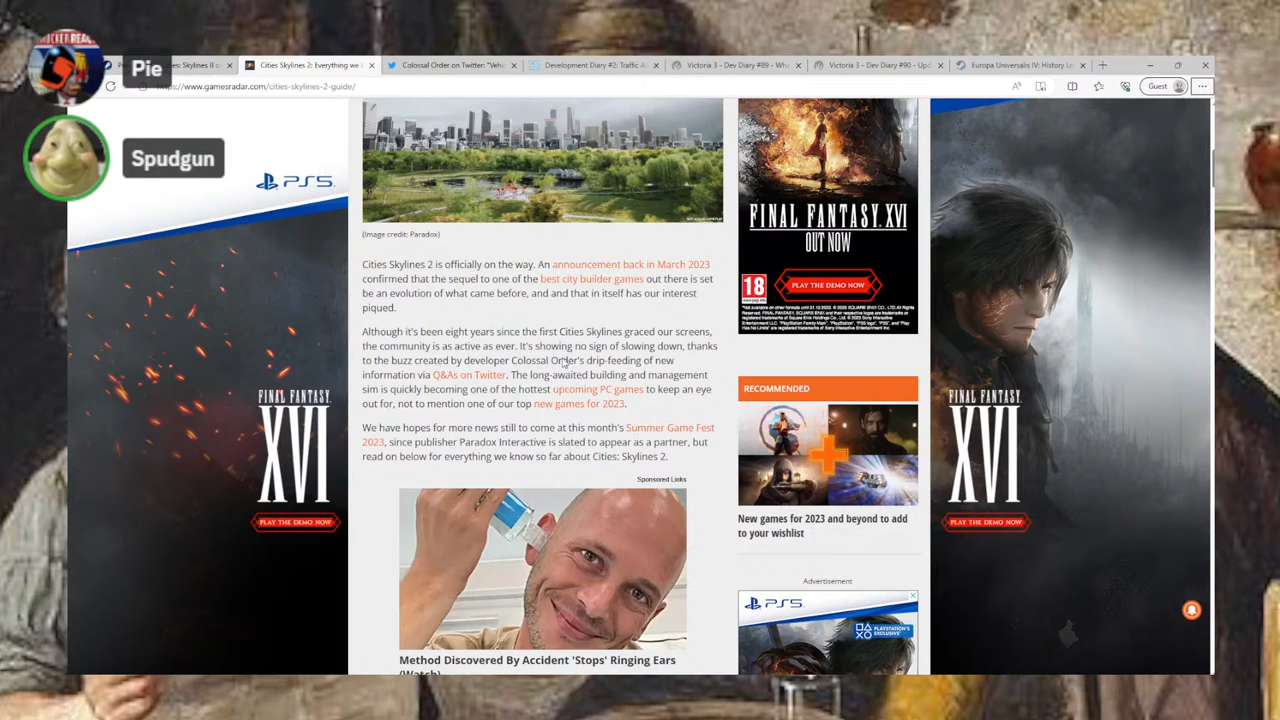 Pie
Spudgun
: Skylines II o
Cities Skylines 2: Everything we
Colossal Order on Twitter: "Vehi
Development Diary #2: Traffic A
Victoria 3 - Dev Diary #89 - Wha
Victoria 3 - Dev Diary #90 - Upd
Europa Universalis IV: History L
https://www.gamesradar.com/cities-skylines-2-guide/
Guest
PS5
FINAL FANTASY
XVI
PLAY THE DEMO NOW
(Image credit: Paradox)
Cities Skylines 2 is officially on the way. An announcement back in March 2023
confirmed that the sequel to one of the best city builder games out there is set
be an evolution of what came before, and and that in itself has our interest
piqued.
Although it's been eight years since the first Cities Skylines graced our screens,
the community is as active as ever. It's showing no sign of slowing down, thanks
to the buzz created by developer Colossal Order's drip-feeding of new
information via Q&As on Twitter. The long-awaited building and management
sim is quickly becoming one of the hottest upcoming PC games to keep an eye
out for, not to mention one of our top new games for 2023.
We have hopes for more news still to come at this month's Summer Game Fest
2023, since publisher Paradox Interactive is slated to appear as a partner, but
read on below for everything we know so far about Cities: Skylines 2.
Sponsored Links
Method Discovered By Accident 'Stops' Ringing Ears
(Watch)
FINAL FANTASY XVI
OUT NOW
18
PLAY THE DEMO NOW
RECOMMENDED
New games for 2023 and beyond to add
to your wishlist
Advertisement
PS5
PLAYSTATION
EXCLUSIVE
FINAL FANTASY
XVI
PLAY THE DEMO NOW